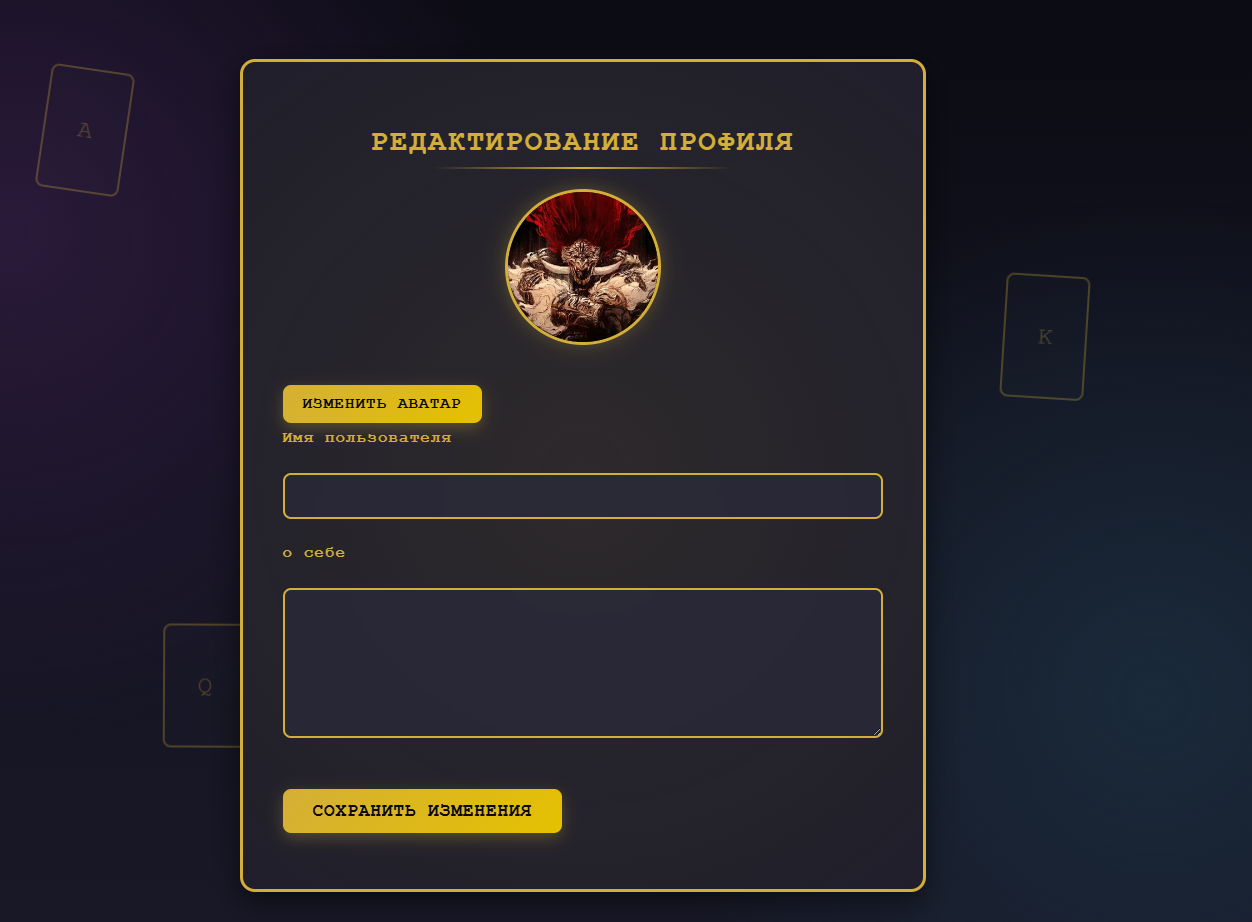 A
РЕДАКТИРОВАНИЕ ПРОФИЛЯ
K
ИЗМЕНИТЬ АВАТАР
Имя пользователя
о себе
Q
СОХРАНИТЬ ИЗМЕНЕНИЯ